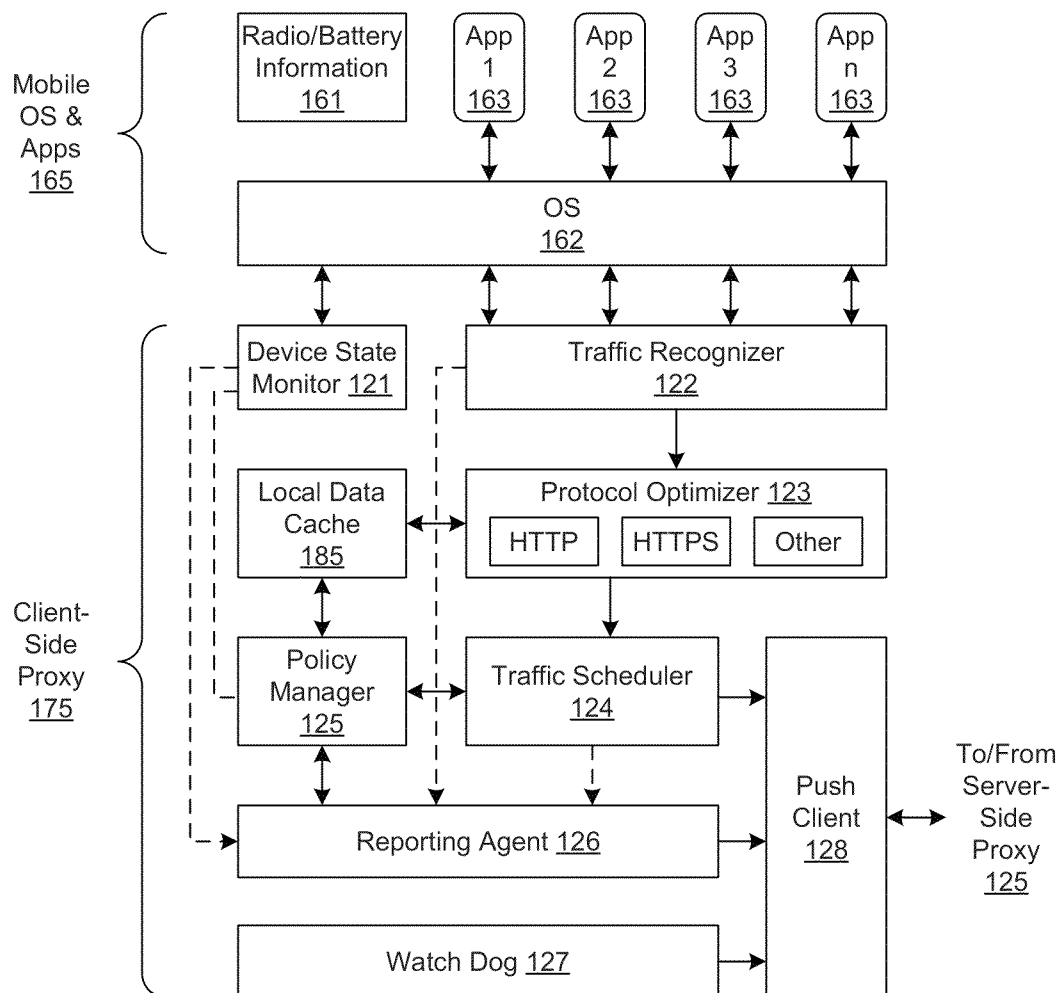 Radio/Battery
Information
161
App
1
163
App
2
163
App
3
163
App
n
163
Mobile
OS &
Apps
165
OS
162
Device State
Monitor 121
Traffic Recognizer
122
Local Data
Cache
185
Protocol Optimizer 123
HTTP
HTTPS
Other
Client-
Side
Proxy
175
Policy
Manager
125
Traffic Scheduler
124
Push
Client
128
To/From
Server-
Side
Proxy
125
Reporting Agent 126
Watch Dog 127